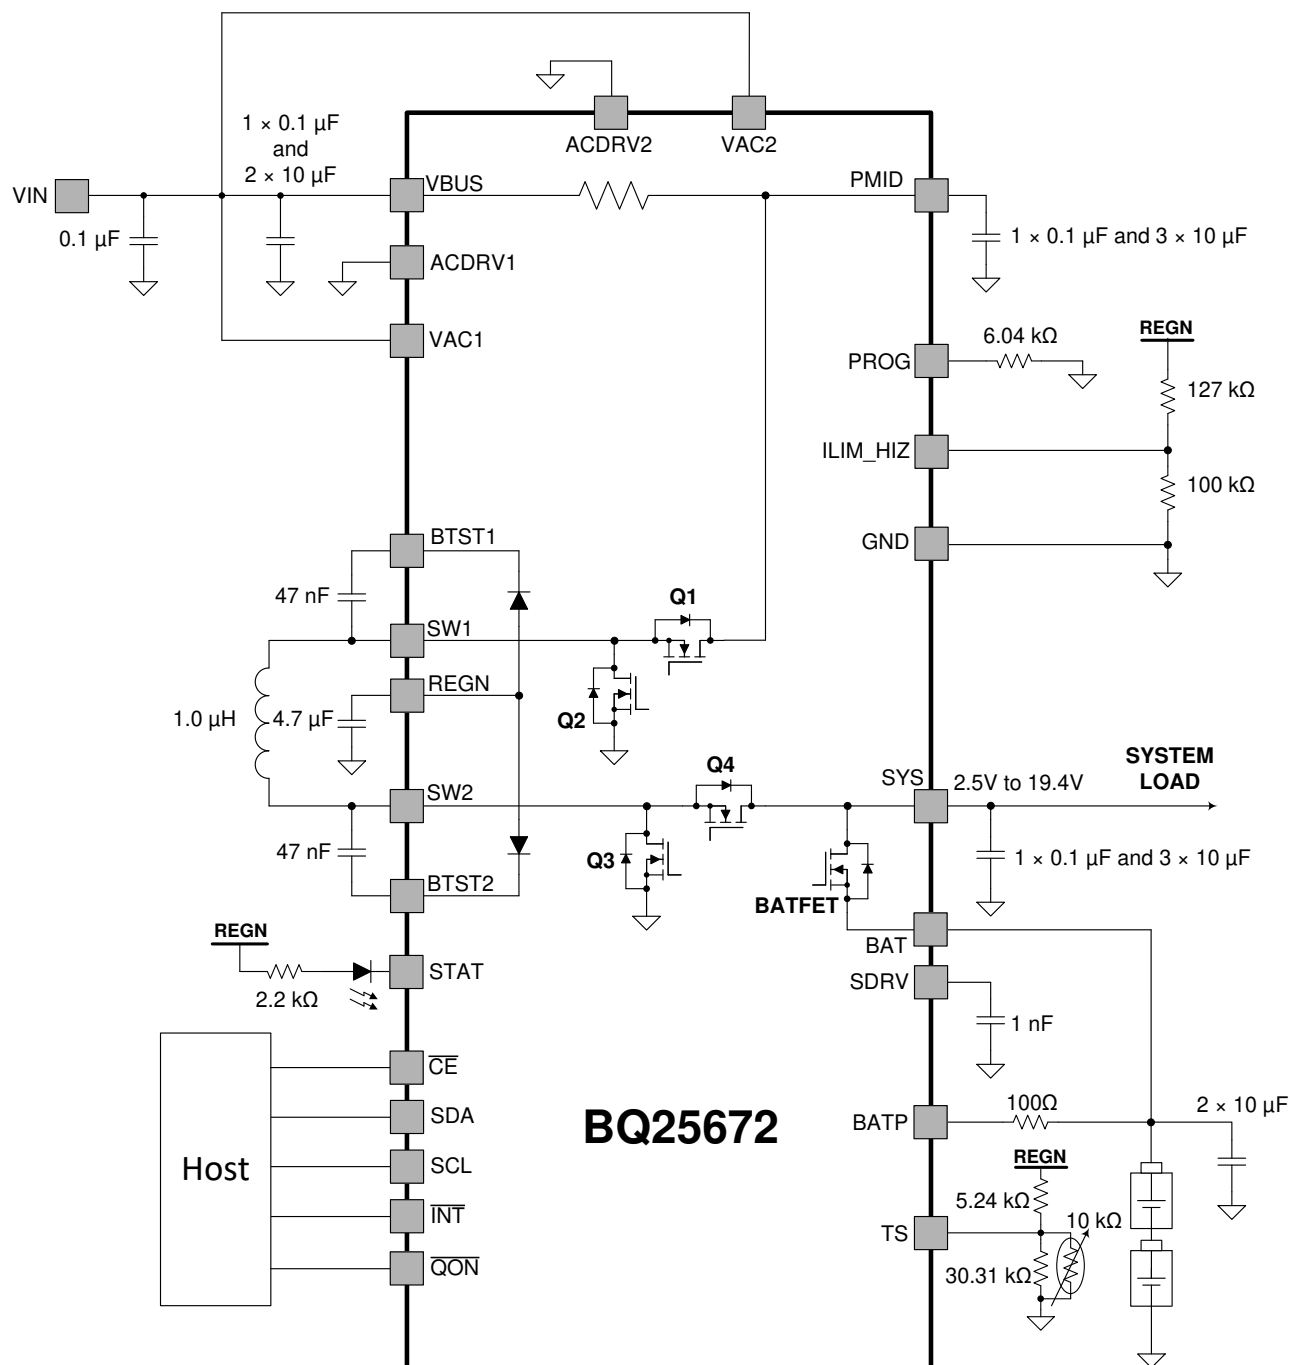 ACDRV2
VAC2
1 × 0.1 µF
and
2 × 10 µF
VIN
VBUS
PMID
0.1 µF
1 × 0.1 µF and 3 × 10 µF
ACDRV1
VAC1
PROG
6.04 kΩ
REGN
127 kΩ
ILIM_HIZ
100 kΩ
GND
BTST1
47 nF
SW1
Q1
REGN
Q2
1.0 µH
4.7 µF
SW2
Q4
SYS
2.5V to 19.4V
SYSTEM
LOAD
47 nF
Q3
1 × 0.1 µF and 3 × 10 µF
BTST2
BATFET
BAT
REGN
STAT
2.2 kΩ
SDRV
1 nF
Host
CE
SDA
SCL
INT
QON
BQ25672
BATP
100Ω
2 × 10 µF
REGN
5.24 kΩ
10 kΩ
TS
30.31 kΩ